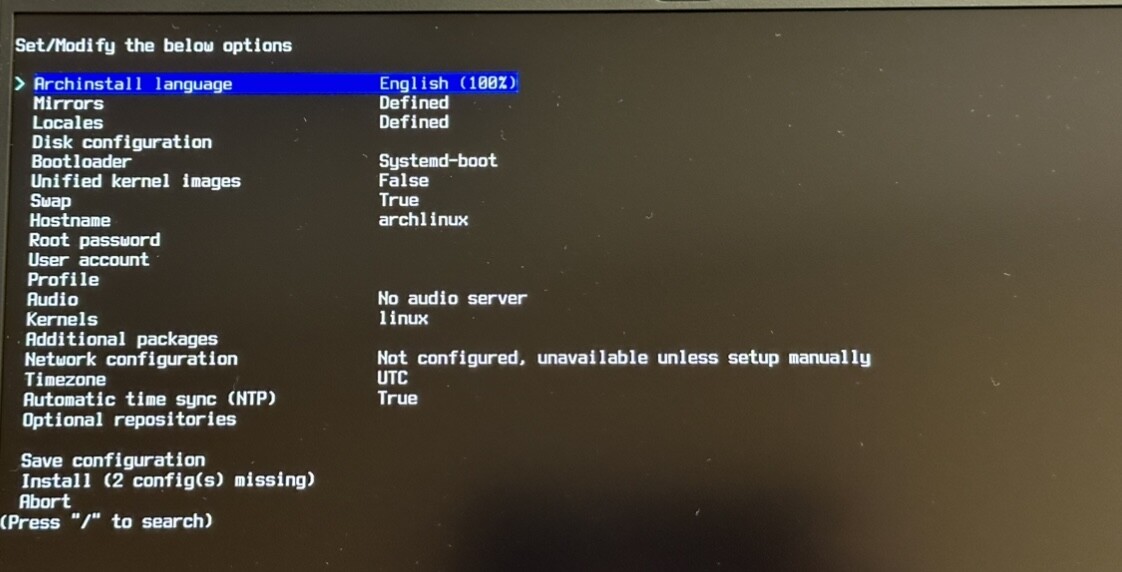 Set/Modify the below options
> Archinstall language English (100%)
Mirrors Defined
Locales Defined
Disk configuration
Bootloader Systemd-boot
Unified kernel images False
Swap True
Hostname archlinux
Root password
User account
Profile
Audio No audio server
Kernels linux
Additional packages
Network configuration Not configured, unavailable unless setup manually
Timezone UTC
Automatic time sync (NTP) True
Optional repositories
Save configuration
Install (2 config(s) missing)
Abort
(Press "/" to search)